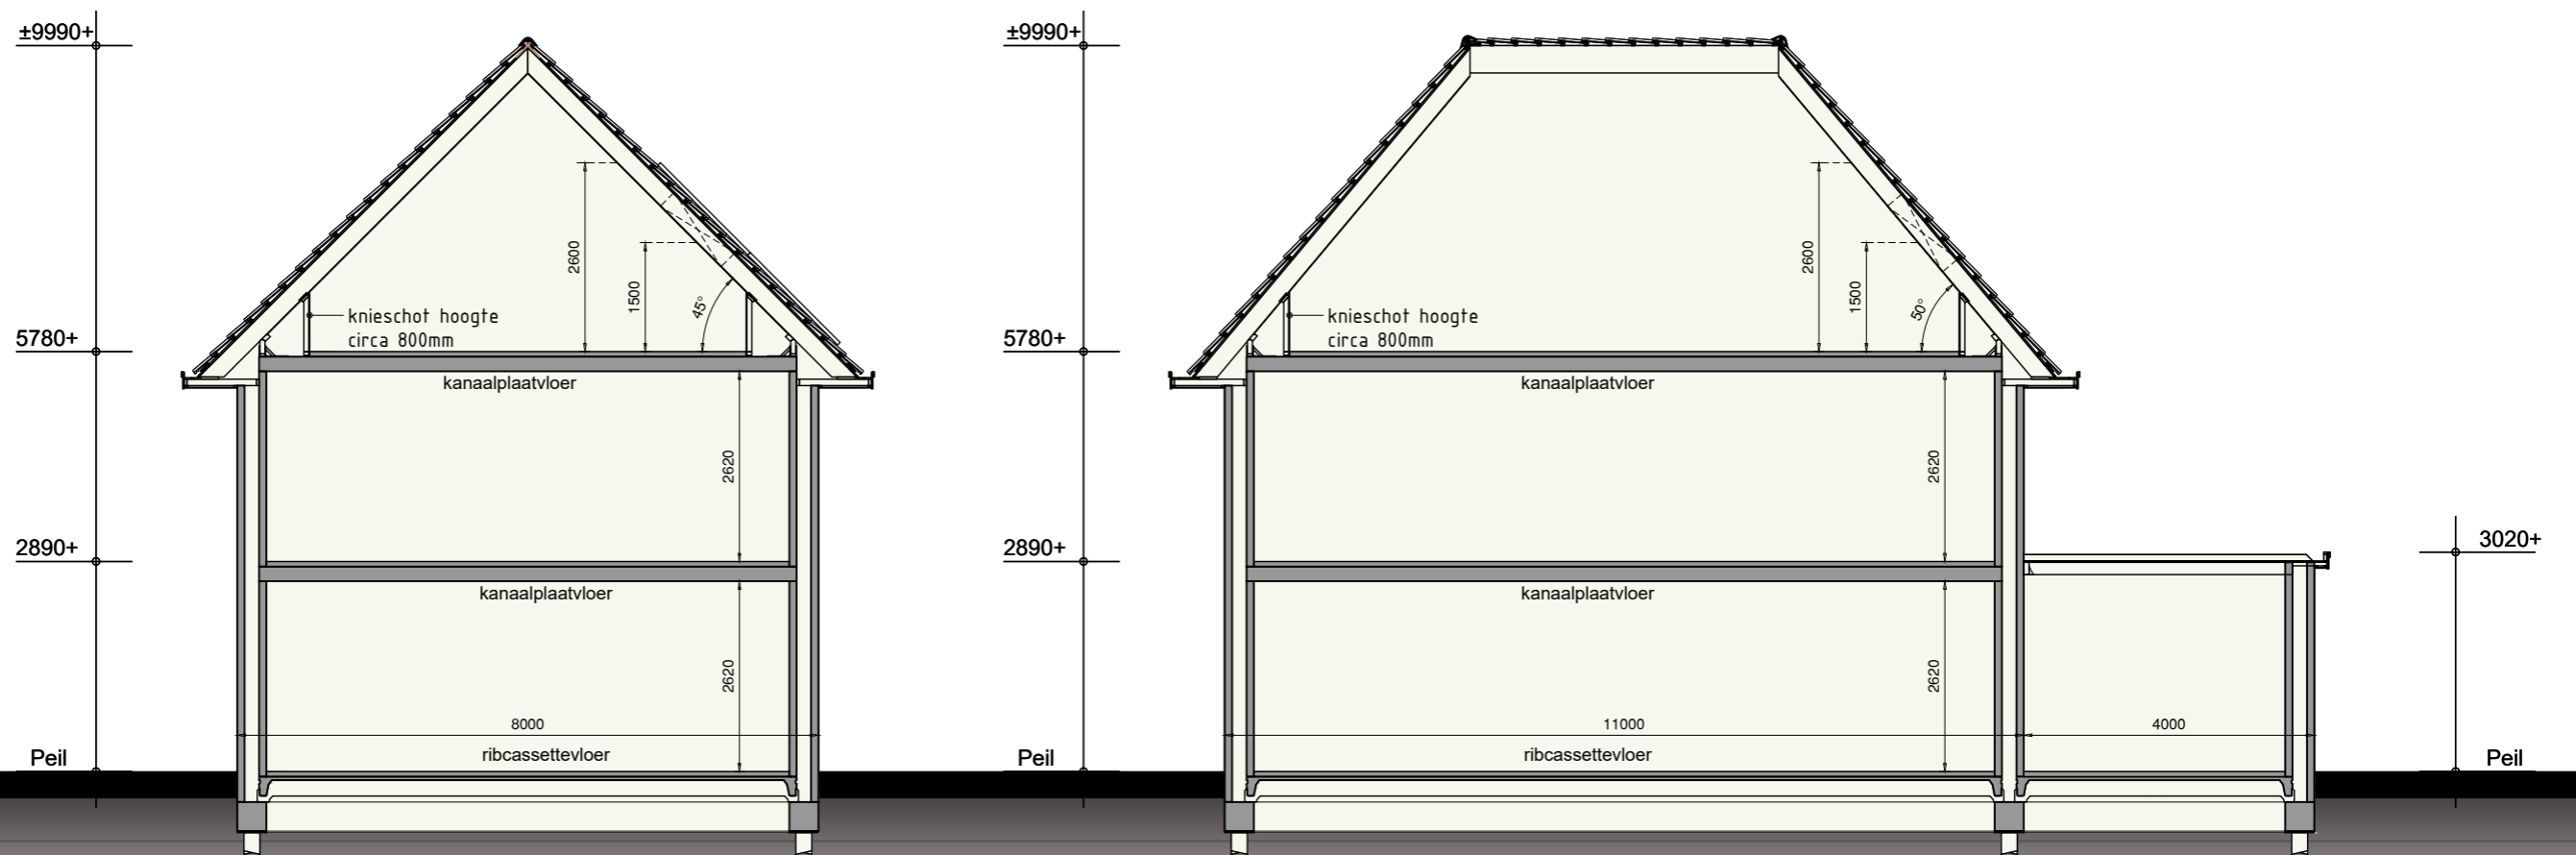 ±9990+
2600
1500
45°
knieschot hoogte
circa 800mm
5780+
kanaalplaatvloer
2620
2890+
kanaalplaatvloer
2620
8000
ribcassettevloer
Peil
±9990+
2600
1500
50°
knieschot hoogte
circa 800mm
5780+
kanaalplaatvloer
2620
2890+
kanaalplaatvloer
2620
11000
ribcassettevloer
Peil
3020+
4000
Peil